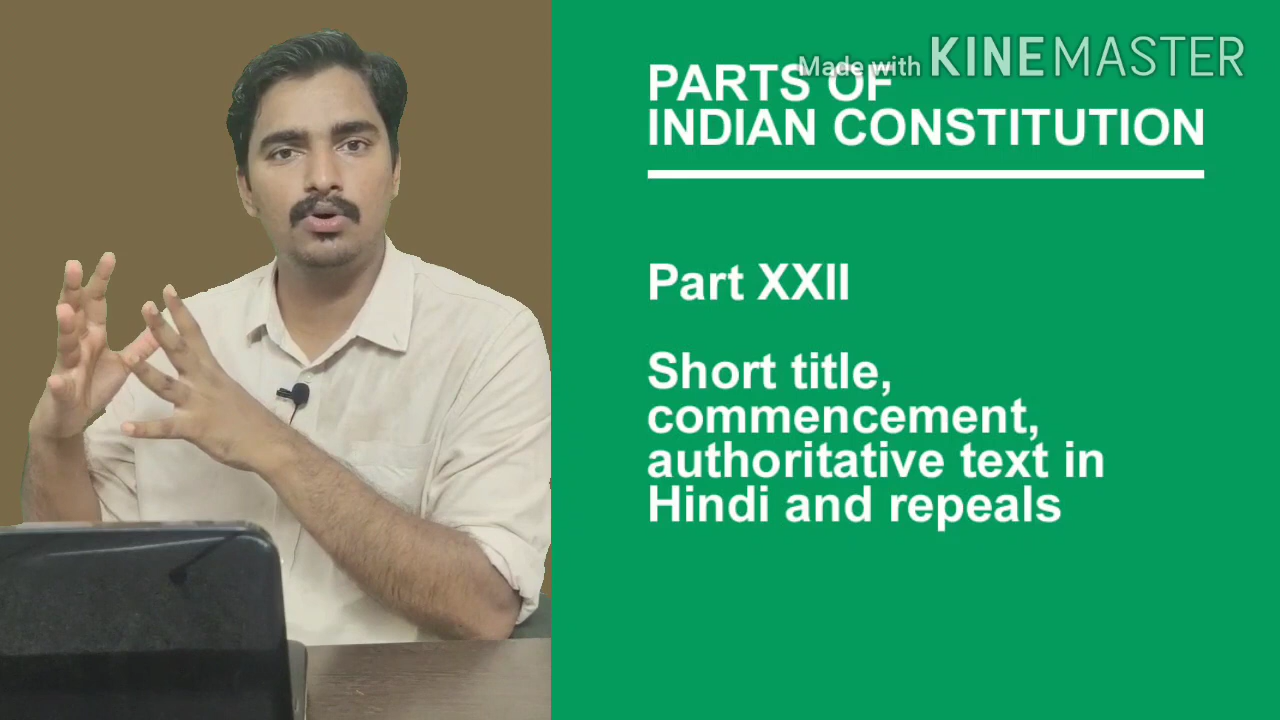 Made with KINEMASTER
PARTS OF
INDIAN CONSTITUTION
Part XXII
Short title,
commencement,
authoritative text in
Hindi and repeals